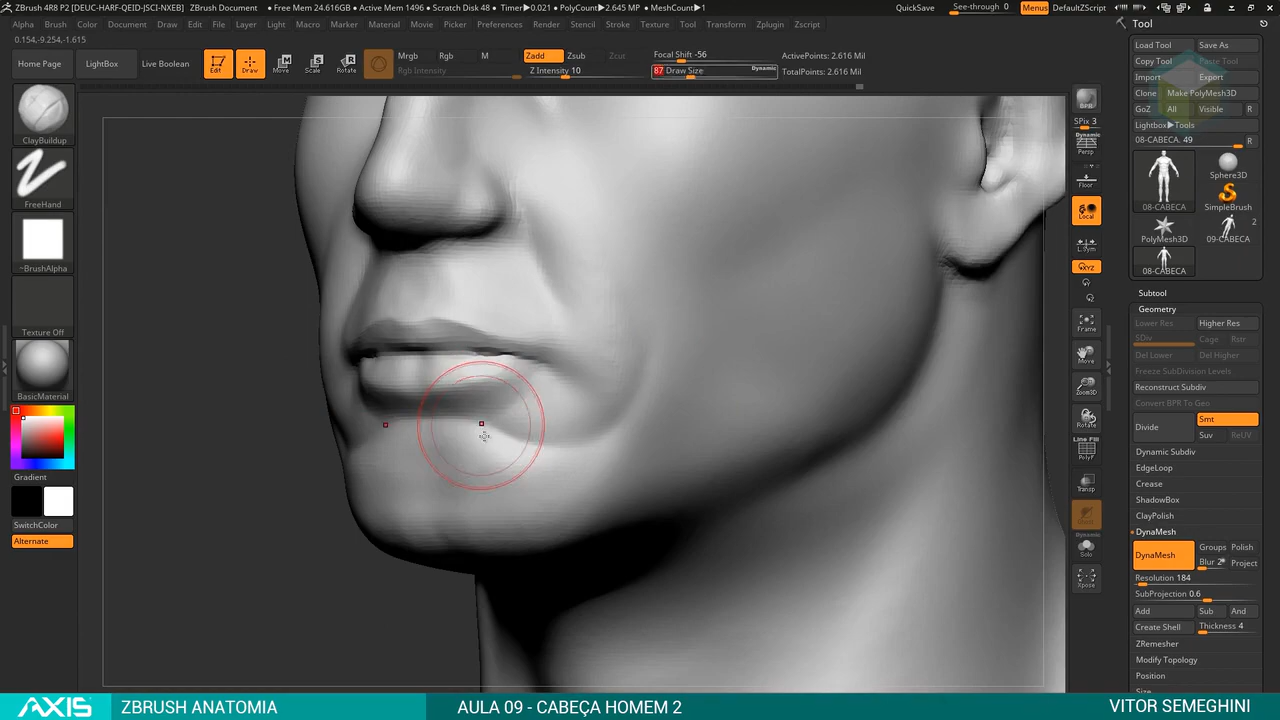 ZBrush 4R8 P2 [DEUC-HARF-QEID-JSCI-NXEB] ZBrush Document • Free Mem 24.616GB • Active Mem 1496 • Scratch Disk 48 • Timer▶0.021 • PolyCount▶2.645 MP • MeshCount▶1 QuickSave See-through 0 Menus DefaultZScript
Alpha Brush Color Document Draw Edit File Layer Light Macro Marker Material Movie Picker Preferences Render Stencil Stroke Texture Tool Transform Zplugin Zscript
0.154,-9.254,-1.615
Home Page LightBox Live Boolean Edit Draw Move Scale Rotate
Mrgb Rgb M
Rgb Intensity
Zadd Zsub Zcut
Z Intensity 10
Focal Shift -56
87 Draw Size Dynamic
ActivePoints: 2.616 Mil
TotalPoints: 2.616 Mil
ClayBuildup
FreeHand
~BrushAlpha
Texture Off
BasicMaterial
Gradient
SwitchColor
Alternate
BPR
SPix 3
Dynamic
Persp
Floor
Local
L.Sym
XYZ
Frame
Move
Zoom3D
Rotate
Line Fill
PolyF
Transp
Dynamic
Solo
Xpose
Tool
Load Tool Save As
Copy Tool Paste Tool
Import Export
Clone Make PolyMesh3D
GoZ All Visible R
Lightbox▶Tools
08-CABECA. 49 R
08-CABECA Sphere3D
SimpleBrush
PolyMesh3D 2
09-CABECA
08-CABECA
Subtool
Geometry
Lower Res Higher Res
SDiv Cage Rstr
Del Lower Del Higher
Freeze SubDivision Levels
Reconstruct Subdiv
Convert BPR To Geo
Divide Smt
Suv ReUV
Dynamic Subdiv
EdgeLoop
Crease
ShadowBox
ClayPolish
DynaMesh
DynaMesh Groups Polish
Blur 2 Project
Resolution 184
SubProjection 0.6
Add Sub And
Create Shell Thickness 4
ZRemesher
Modify Topology
Position
Size
AXIS ZBRUSH ANATOMIA AULA 09 - CABEÇA HOMEM 2 VITOR SEMEGHINI